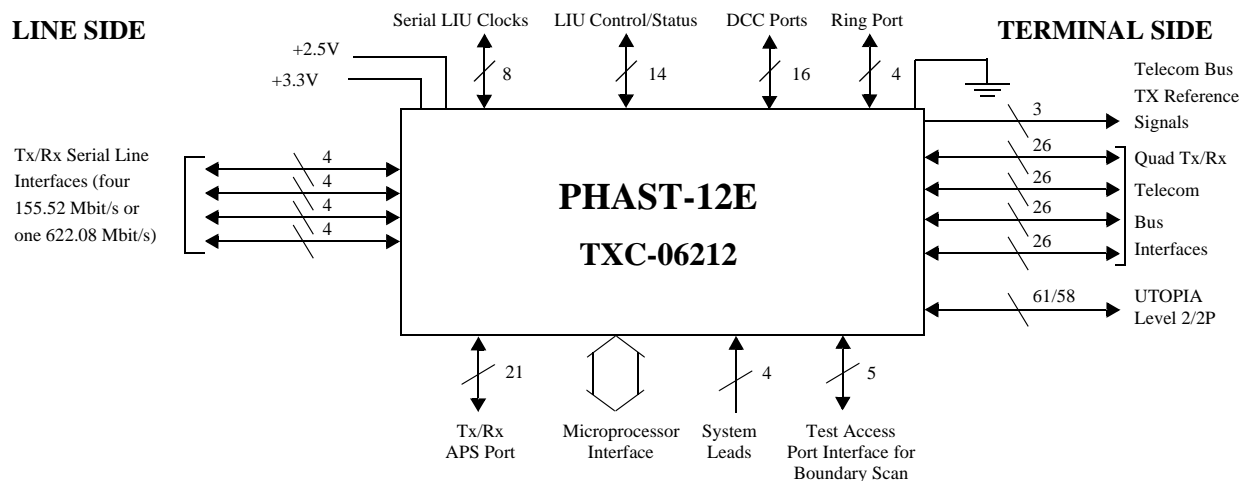 LINE SIDE
Serial LIU Clocks
LIU Control/Status
DCC Ports
Ring Port
TERMINAL SIDE
+2.5V
+3.3V
8
14
16
4
Telecom Bus
TX Reference
Signals
3
Tx/Rx Serial Line
Interfaces (four
155.52 Mbit/s or
one 622.08 Mbit/s)
4
4
4
4
PHAST-12E
TXC-06212
26
26
26
26
Quad Tx/Rx
Telecom
Bus
Interfaces
61/58
UTOPIA
Level 2/2P
21
4
5
Tx/Rx
APS Port
Microprocessor
Interface
System
Leads
Test Access
Port Interface for
Boundary Scan